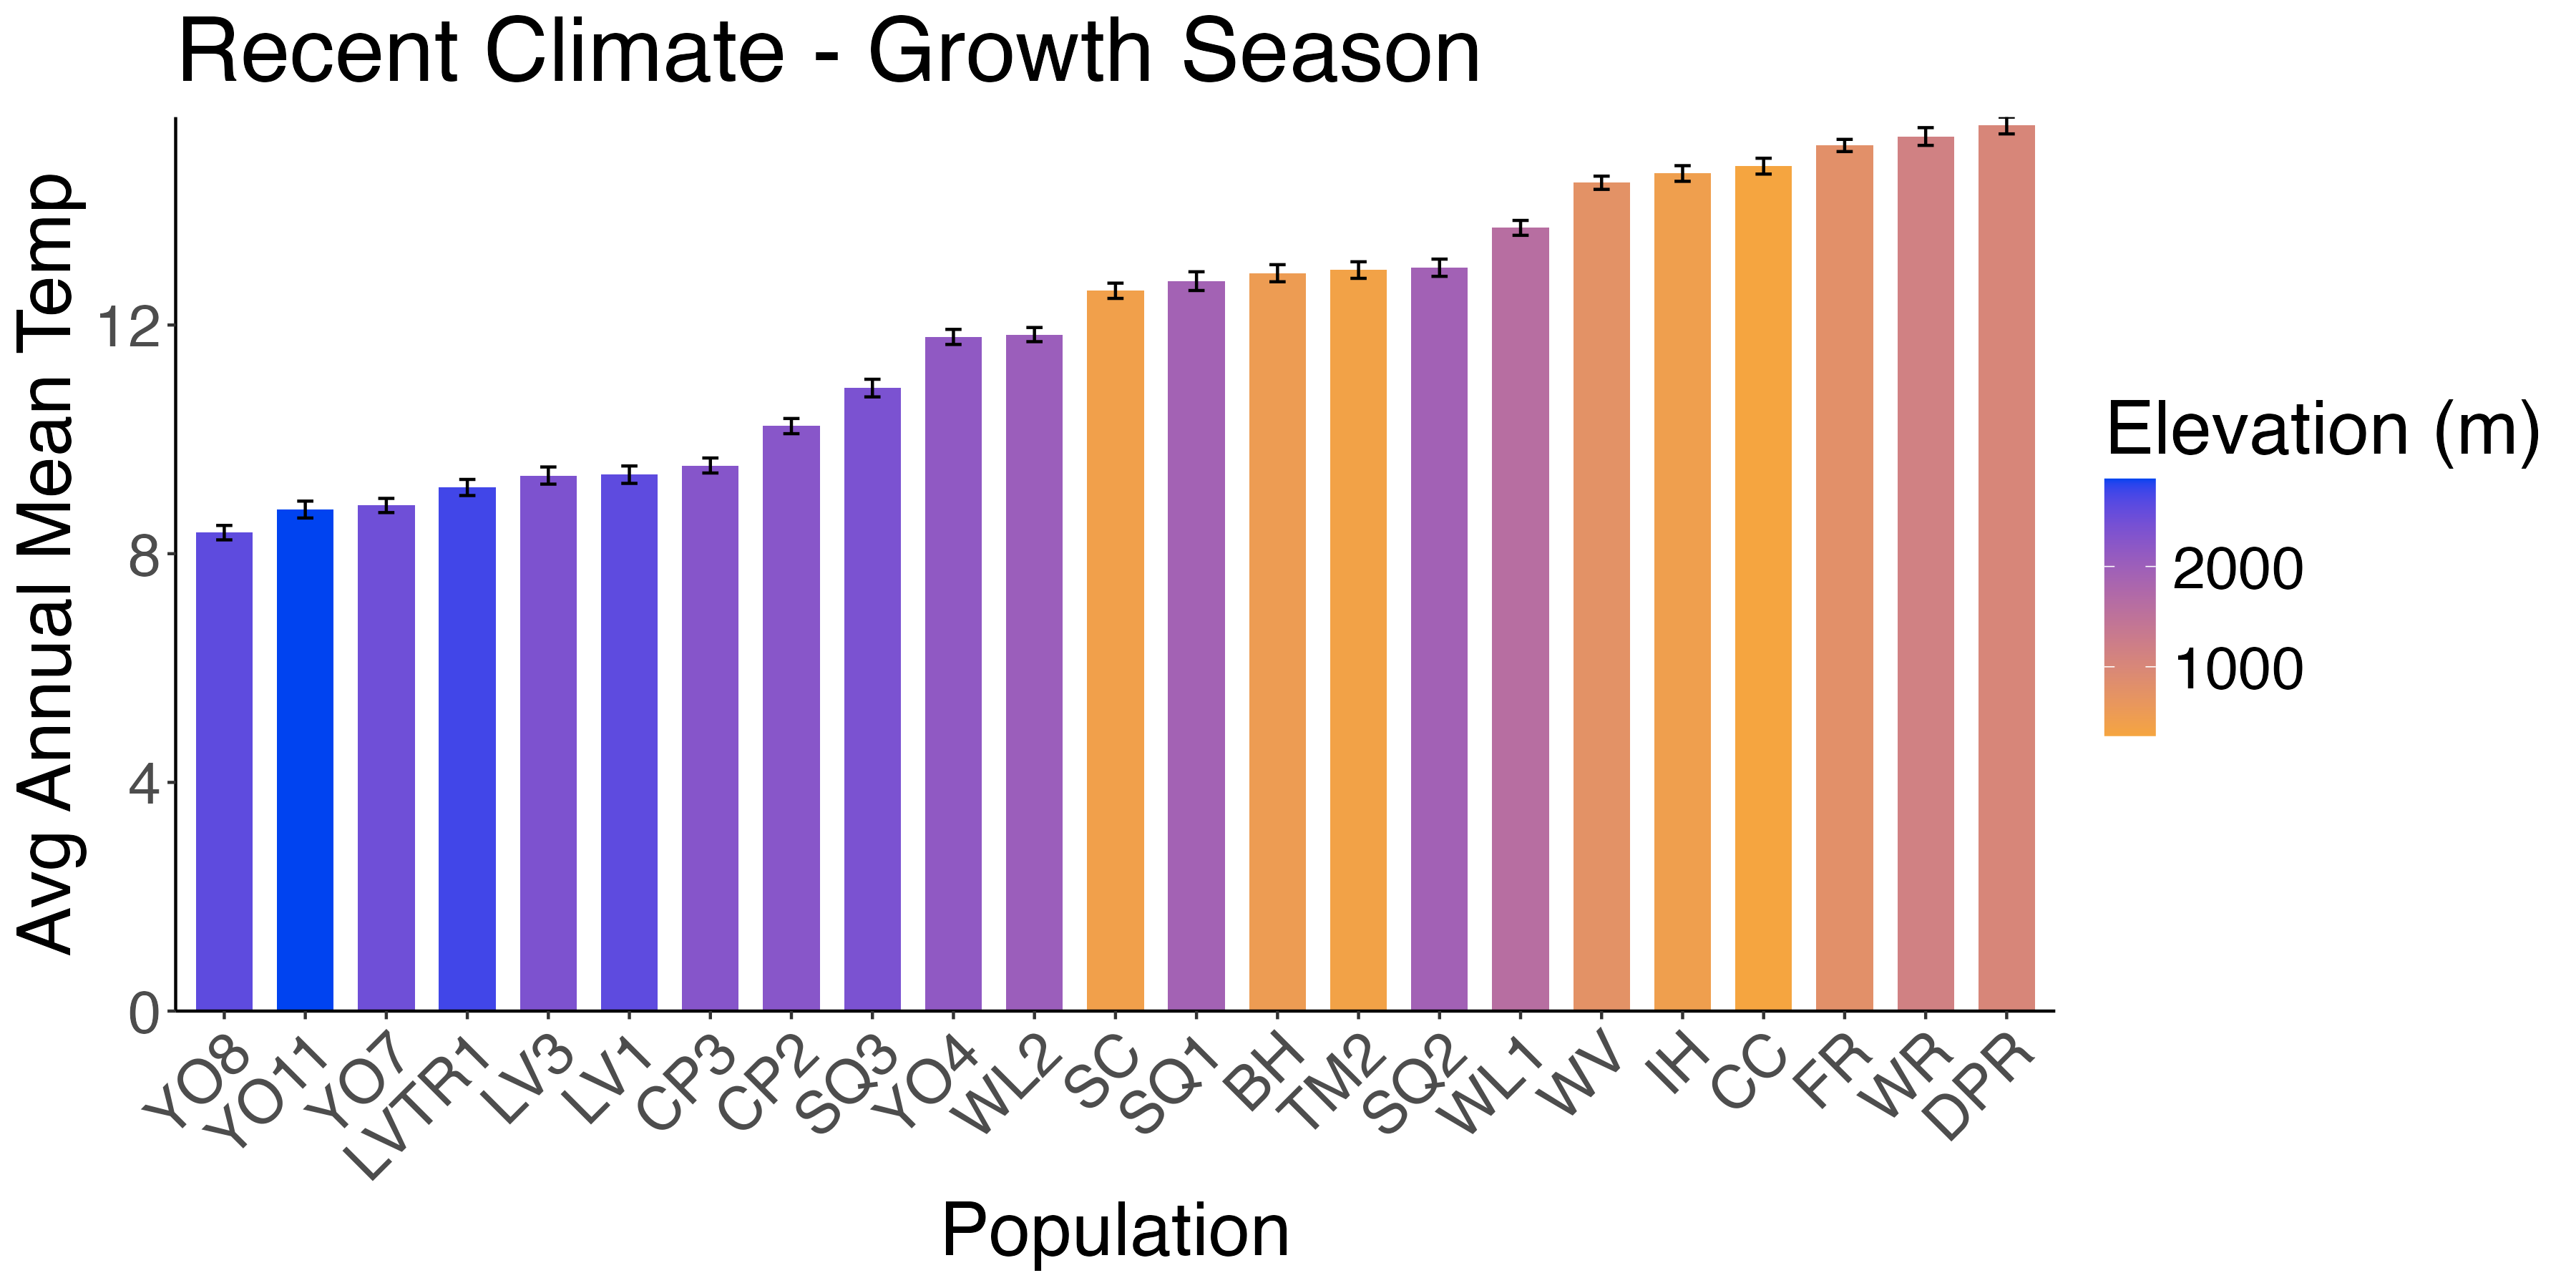 Recent Climate - Growth Season
Avg Annual Mean Temp
12
8
4
0
YO8
YO11
YO7
LVTR1
LV3
LV1
CP3
CP2
SQ3
YO4
WL2
SC
SQ1
BH
TM2
SQ2
WL1
WV
IH
CC
FR
WR
DPR
Population
Elevation (m)
2000
1000